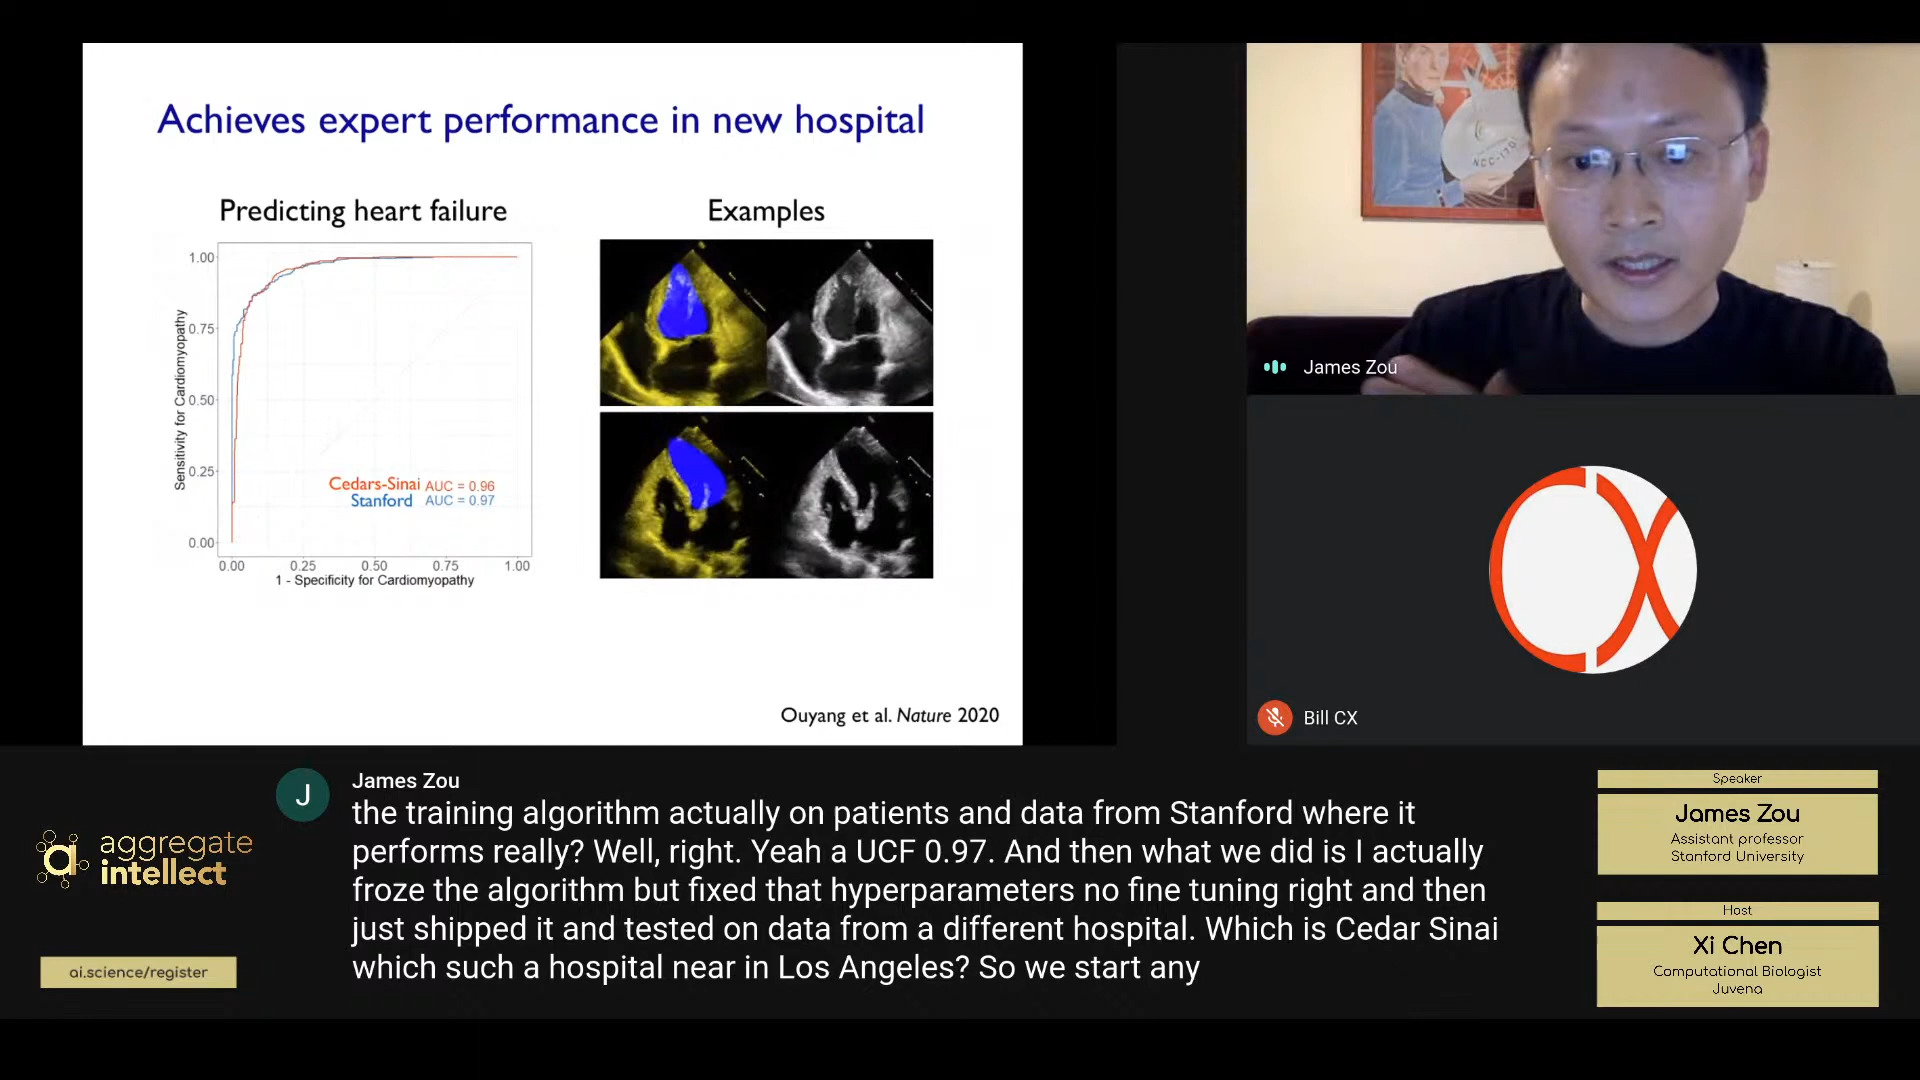 Achieves expert performance in new hospital
Predicting heart failure
Examples
1.00
0.75
0.50
0.25
0.00
Sensitivity for Cardiomyopathy
Cedars-Sinai AUC = 0.96
Stanford AUC = 0.97
0.00 0.25 0.50 0.75 1.00
1 - Specificity for Cardiomyopathy
Ouyang et al. Nature 2020
NCC-170
James Zou
Bill CX
J
James Zou
the training algorithm actually on patients and data from Stanford where it
performs really? Well, right. Yeah a UCF 0.97. And then what we did is I actually
froze the algorithm but fixed that hyperparameters no fine tuning right and then
just shipped it and tested on data from a different hospital. Which is Cedar Sinai
which such a hospital near in Los Angeles? So we start any
aggregate
intellect
ai.science/register
Speaker
James Zou
Assistant professor
Stanford University
Host
Xi Chen
Computational Biologist
Juvena